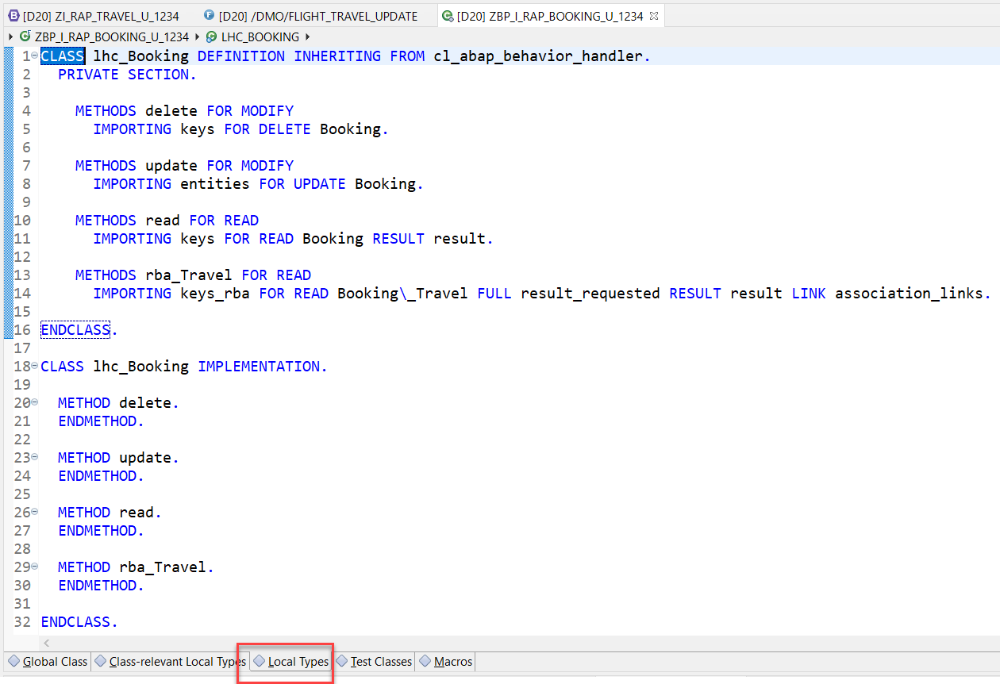 [D20] ZI_RAP_TRAVEL_U_1234 [D20] /DMO/FLIGHT_TRAVEL_UPDATE [D20] ZBP_I_RAP_BOOKING_U_1234
ZBP_I_RAP_BOOKING_U_1234 LHC_BOOKING
1 CLASS lhc_Booking DEFINITION INHERITING FROM cl_abap_behavior_handler.
2 PRIVATE SECTION.
3
4 METHODS delete FOR MODIFY
5 IMPORTING keys FOR DELETE Booking.
6
7 METHODS update FOR MODIFY
8 IMPORTING entities FOR UPDATE Booking.
9
10 METHODS read FOR READ
11 IMPORTING keys FOR READ Booking RESULT result.
12
13 METHODS rba_Travel FOR READ
14 IMPORTING keys_rba FOR READ Booking\_Travel FULL result_requested RESULT result LINK association_links.
15
16 ENDCLASS.
17
18 CLASS lhc_Booking IMPLEMENTATION.
19
20 METHOD delete.
21 ENDMETHOD.
22
23 METHOD update.
24 ENDMETHOD.
25
26 METHOD read.
27 ENDMETHOD.
28
29 METHOD rba_Travel.
30 ENDMETHOD.
31
32 ENDCLASS.
Global Class Class-relevant Local Types Local Types Test Classes Macros